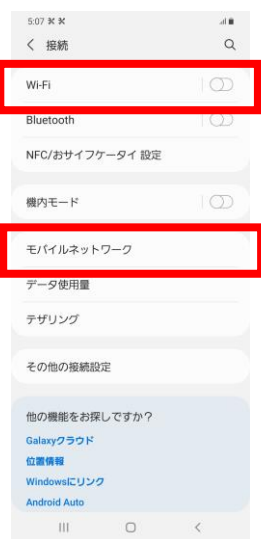 5:07
接続
Wi-Fi
Bluetooth
NFC/おサイフケータイ 設定
機内モード
モバイルネットワーク
データ使用量
テザリング
その他の接続設定
他の機能をお探しですか？
Galaxyクラウド
位置情報
Windowsにリンク
Android Auto